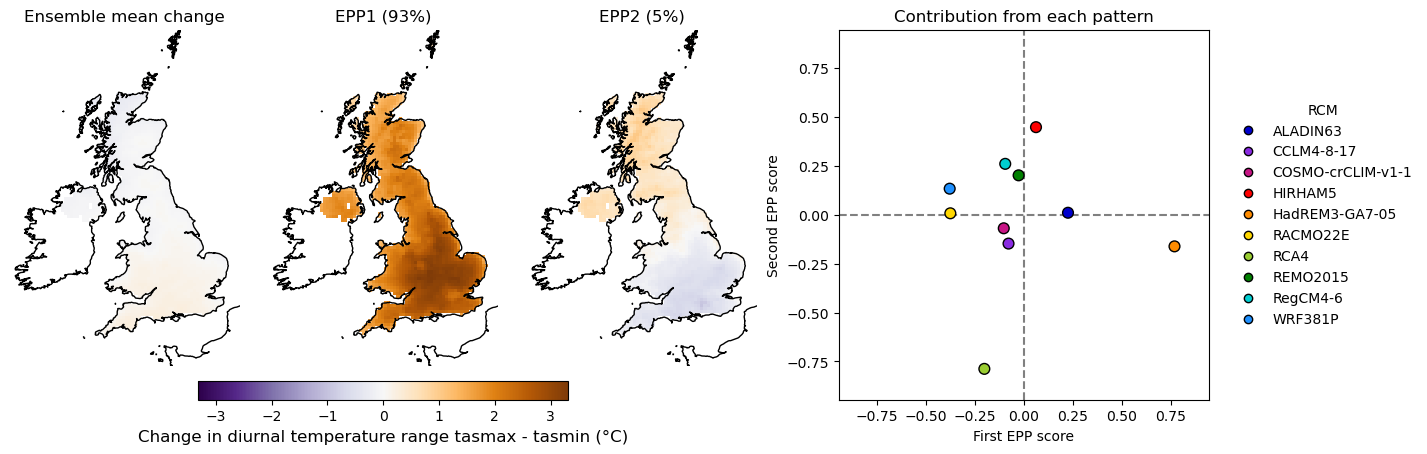 Ensemble mean change
EPP1 (93%)
EPP2 (5%)
Contribution from each pattern
−3 −2 −1 0 1 2 3
Change in diurnal temperature range tasmax - tasmin (°C)
Second EPP score
0.75
0.50
0.25
0.00
−0.25
−0.50
−0.75
−0.75 −0.50 −0.25 0.00 0.25 0.50 0.75
First EPP score
RCM
ALADIN63
CCLM4-8-17
COSMO-crCLIM-v1-1
HIRHAM5
HadREM3-GA7-05
RACMO22E
RCA4
REMO2015
RegCM4-6
WRF381P